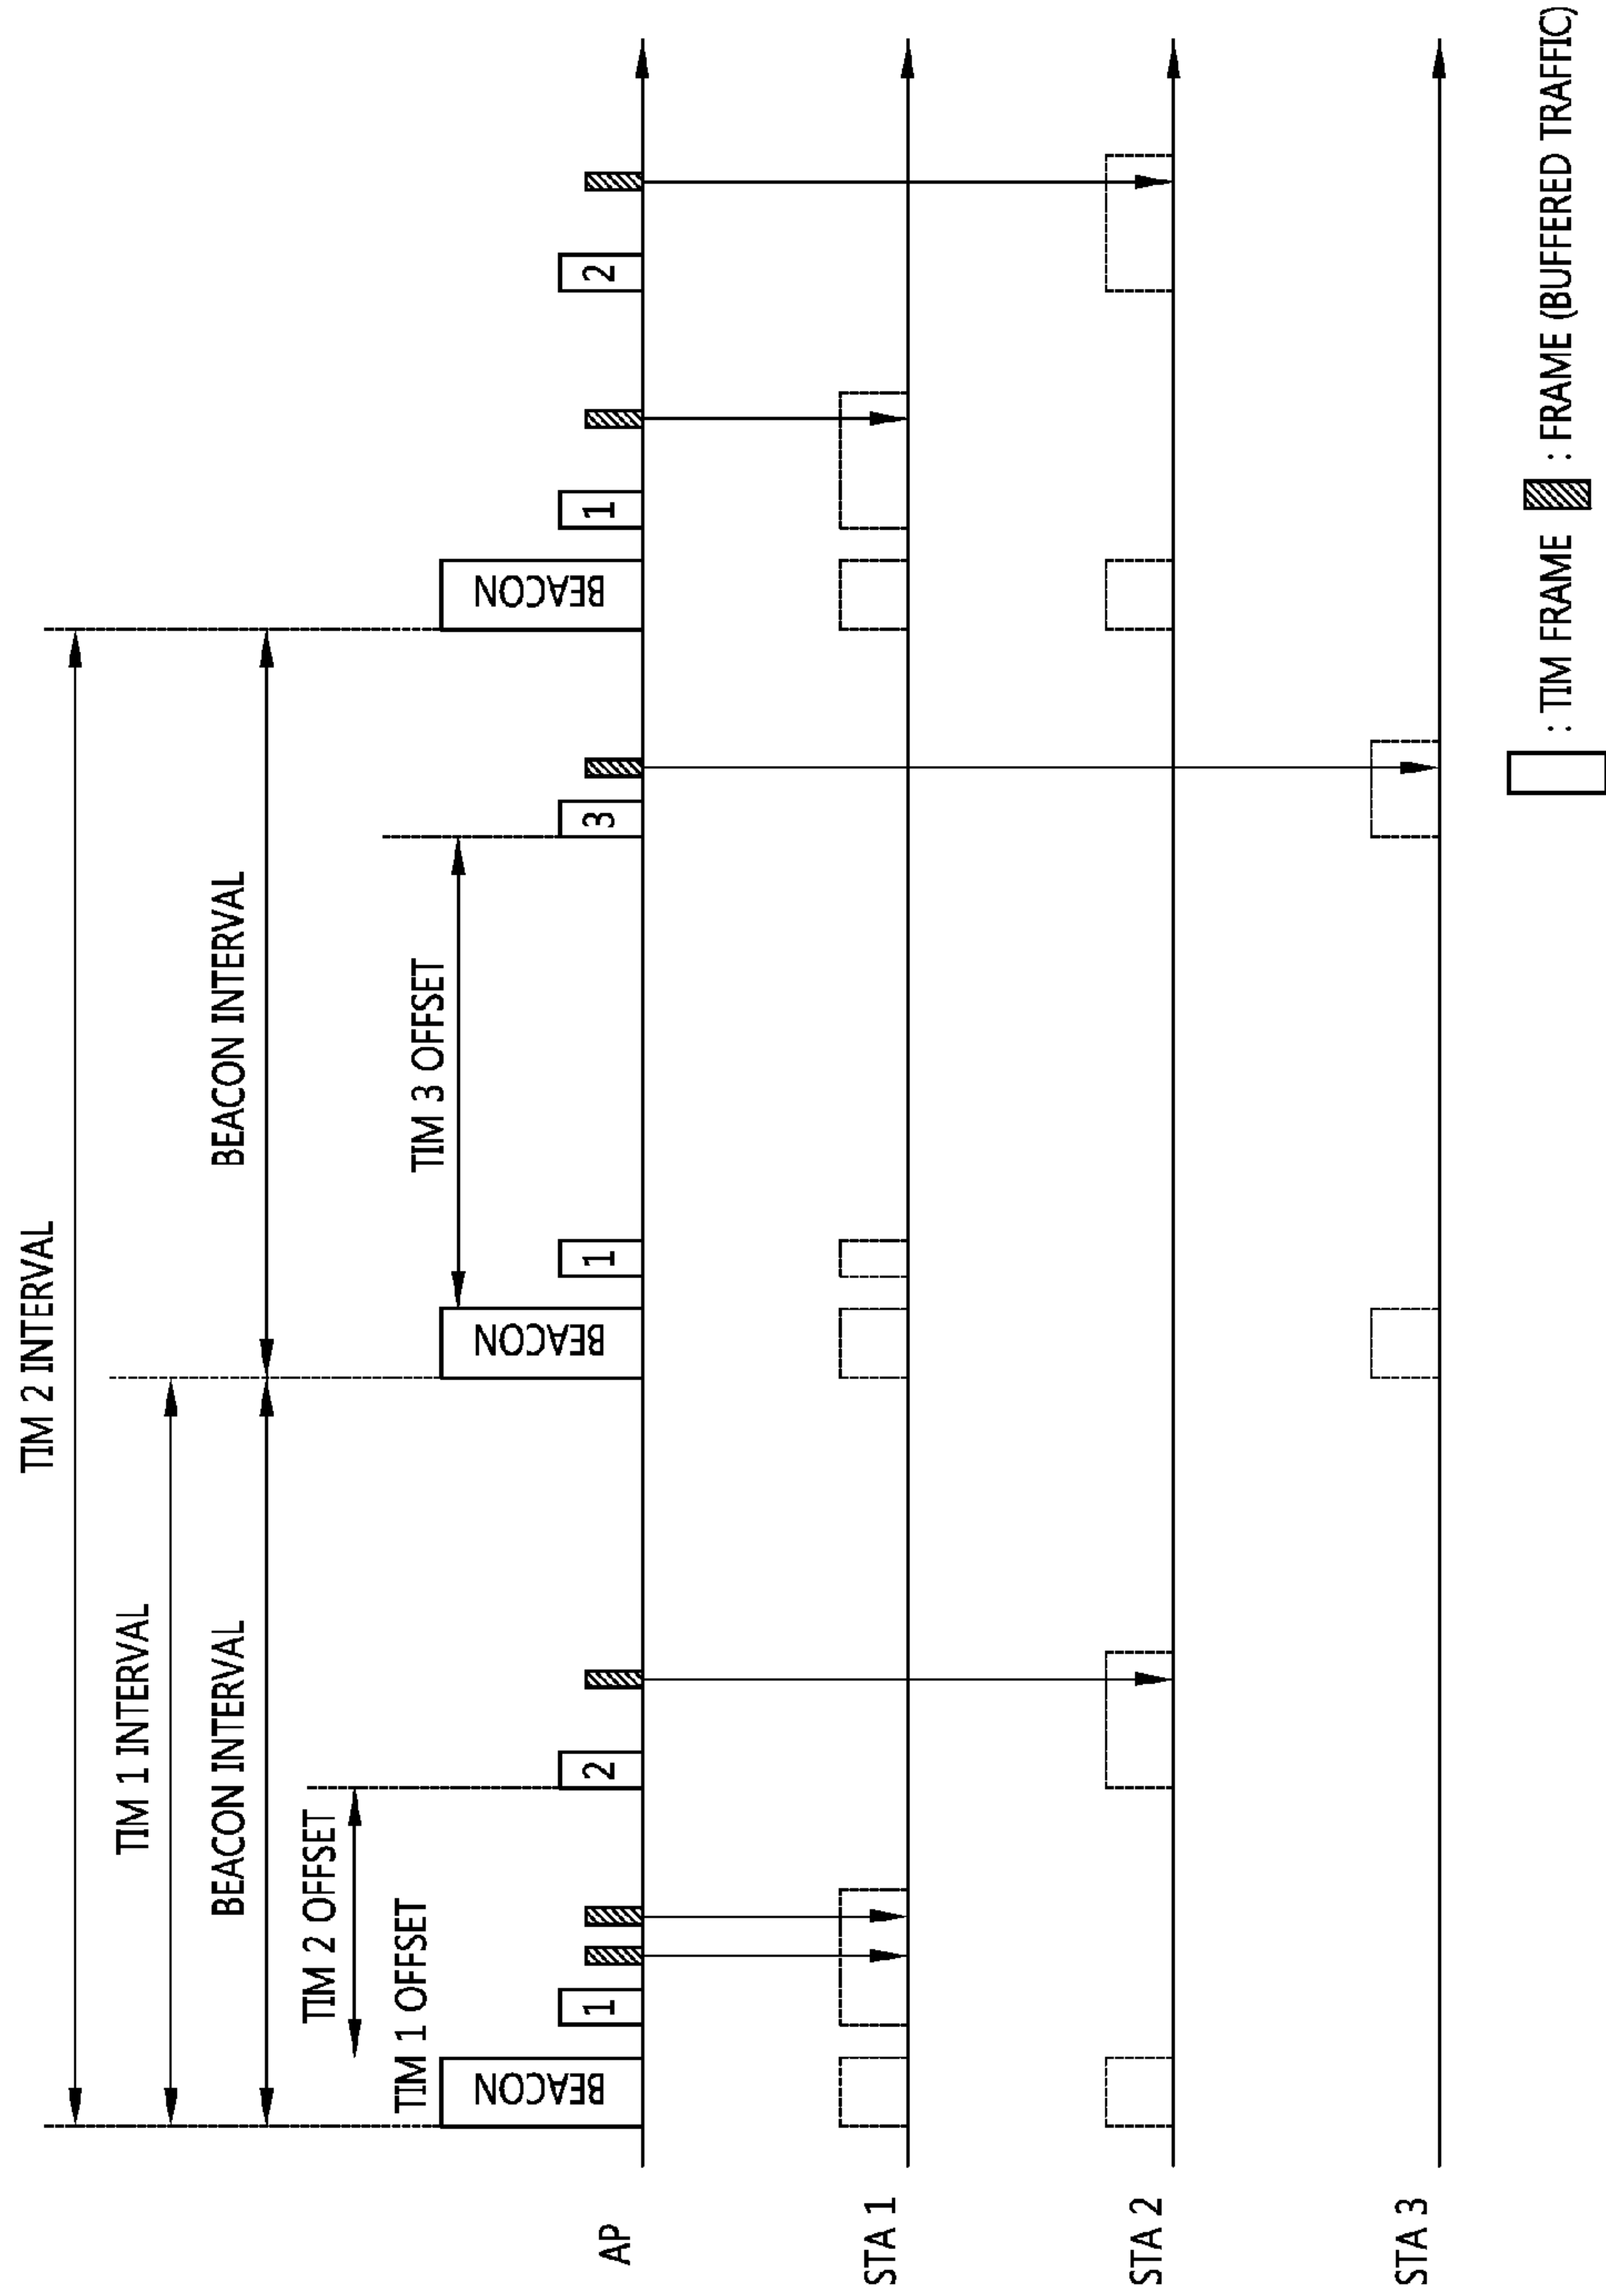 TIM 2 INTERVAL
TIM 1 INTERVAL
BEACON INTERVAL
BEACON INTERVAL
TIM 2 OFFSET
TIM 1 OFFSET
TIM 3 OFFSET
AP
BEACON
1
2
BEACON
1
3
BEACON
1
2
STA 1
STA 2
STA 3
: TIM FRAME
: FRAME (BUFFERED TRAFFIC)